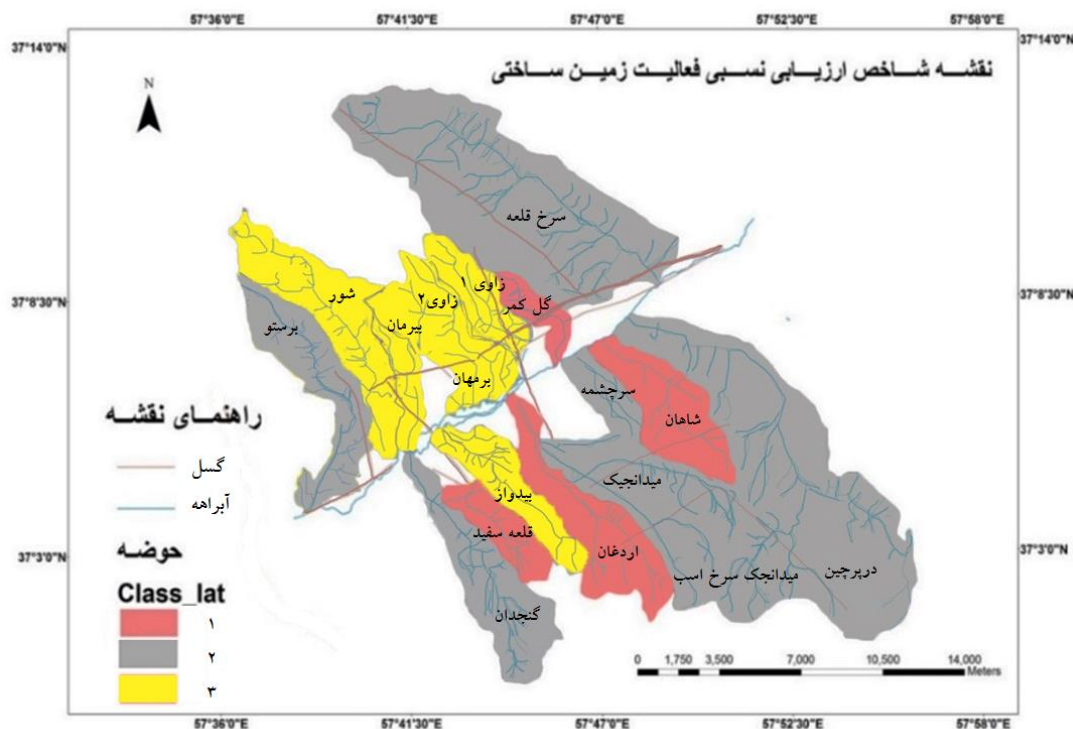 57°36'0"E 57°41'30"E 57°47'0"E 57°52'30"E 57°58'0"E
37°14'0"N 37°14'0"N
نقشه شاخص ارزیابی نسبی فعالیت زمین ساختی
N
سرخ قلعه
زاوی ۱
گل کمر
زاوی۲
شور
بیرمان
برستو
37°8'30"N 37°8'30"N
برمهان
سرچشمه
شاهان
راهنمای نقشه
گسل
آبراهه
میدانجیک
بیدواز
قلعه سفید
اردغان
درپرچین
میدانجک سرخ اسب
گنجدان
37°3'0"N 37°3'0"N
حوضه
Class_lat
۱
۲
۳
0 1,750 3,500 7,000 10,500 14,000
Meters
57°36'0"E 57°41'30"E 57°47'0"E 57°52'30"E 57°58'0"E